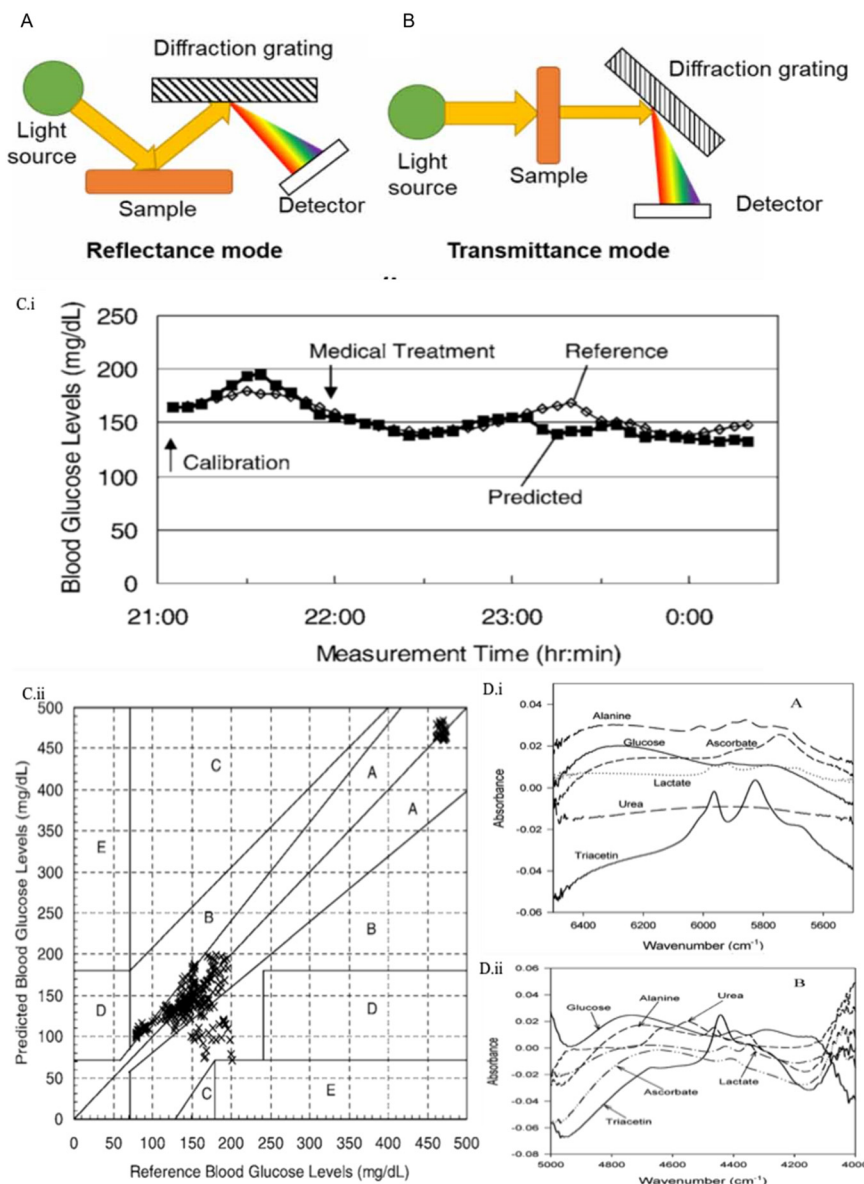 A
B
Diffraction grating
Light
source
Sample
Detector
Reflectance mode
Diffraction grating
Light
source
Sample
Detector
Transmittance mode
C.i
Blood Glucose Levels (mg/dL)
250
200
150
100
50
0
Medical Treatment
Reference
Calibration
Predicted
21:00
22:00
23:00
0:00
Measurement Time (hr:min)
C.ii
Predicted Blood Glucose Levels (mg/dL)
500
450
400
350
300
250
200
150
100
50
0
C
A
A
E
B
B
D
D
C
E
0
50
100
150
200
250
300
350
400
450
500
Reference Blood Glucose Levels (mg/dL)
D.i
A
Absorbance
0.04
0.02
0.00
-0.02
-0.04
-0.06
Alanine
Glucose
Ascorbate
Lactate
Urea
Triacetin
6400
6200
6000
5800
5600
Wavenumber (cm-1)
D.ii
B
Absorbance
0.06
0.04
0.02
0.00
-0.02
-0.04
-0.06
-0.08
Glucose
Alanine
Urea
Lactate
Ascorbate
Triacetin
5000
4800
4600
4400
4200
4000
Wavenumber (cm-1)